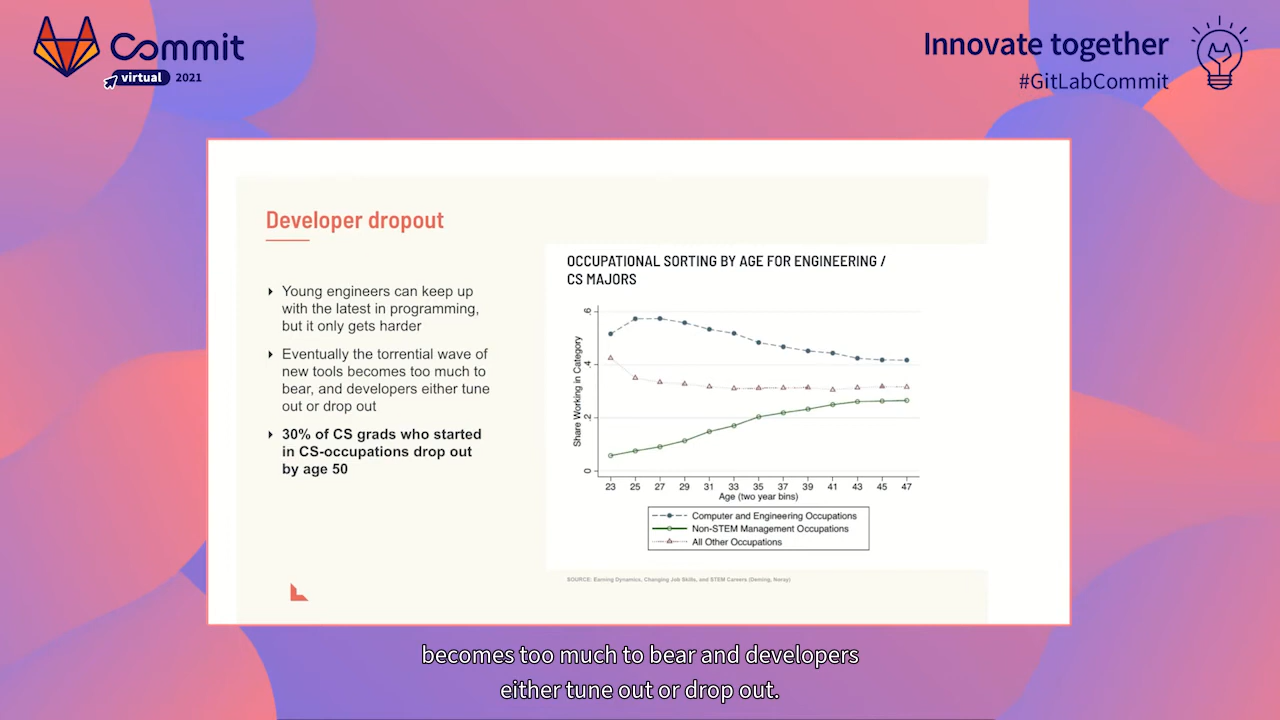 Commit
virtual 2021
Innovate together
#GitLabCommit
Developer dropout
Young engineers can keep up
with the latest in programming,
but it only gets harder
Eventually the torrential wave of
new tools becomes too much to
bear, and developers either tune
out or drop out
30% of CS grads who started
in CS-occupations drop out
by age 50
OCCUPATIONAL SORTING BY AGE FOR ENGINEERING /
CS MAJORS
Share Working in Category
.6
.4
.2
0
23 25 27 29 31 33 35 37 39 41 43 45 47
Age (two year bins)
Computer and Engineering Occupations
Non-STEM Management Occupations
All Other Occupations
SOURCE: Earning Dynamics, Changing Job Skills, and STEM Careers (Deming, Noray)
becomes too much to bear and developers
either tune out or drop out.